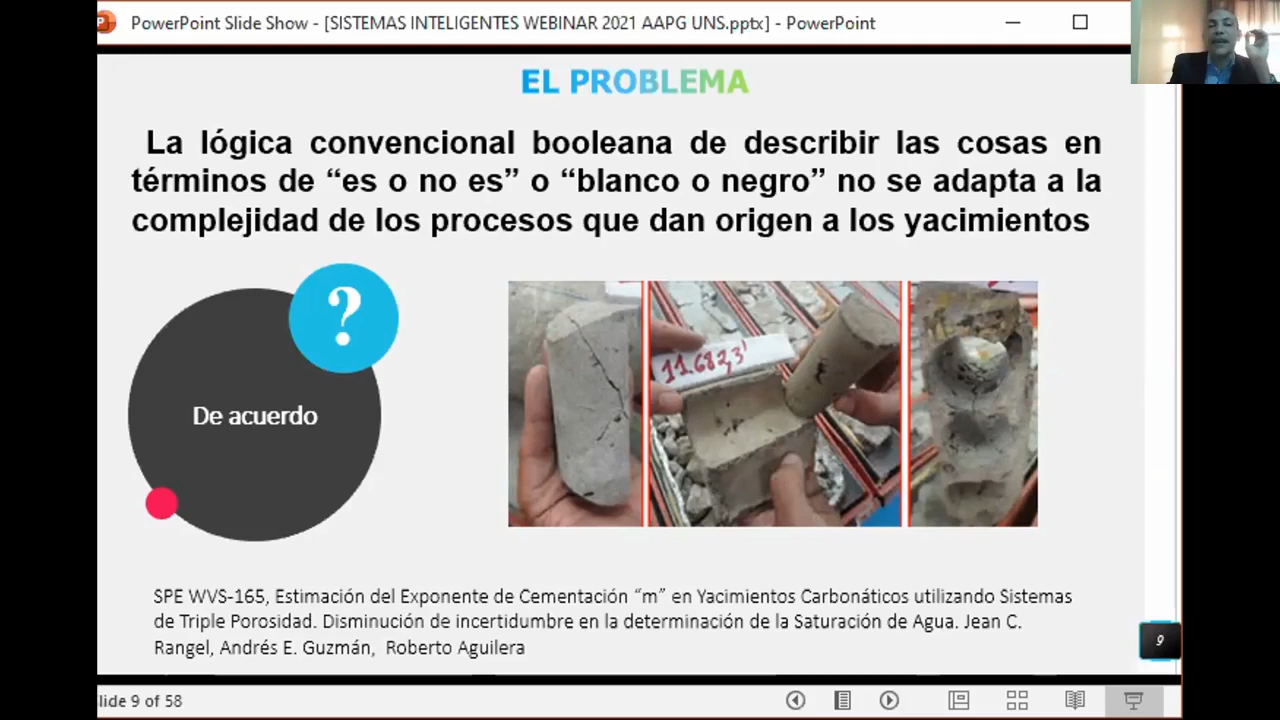 PowerPoint Slide Show - [SISTEMAS INTELIGENTES WEBINAR 2021 AAPG UNS.pptx] - PowerPoint
EL PROBLEMA
La lógica convencional booleana de describir las cosas en
términos de “es o no es” o “blanco o negro” no se adapta a la
complejidad de los procesos que dan origen a los yacimientos
?
De acuerdo
11.682,3'
SPE WVS-165, Estimación del Exponente de Cementación “m” en Yacimientos Carbonáticos utilizando Sistemas
de Triple Porosidad. Disminución de incertidumbre en la determinación de la Saturación de Agua. Jean C.
Rangel, Andrés E. Guzmán, Roberto Aguilera
9
lide 9 of 58